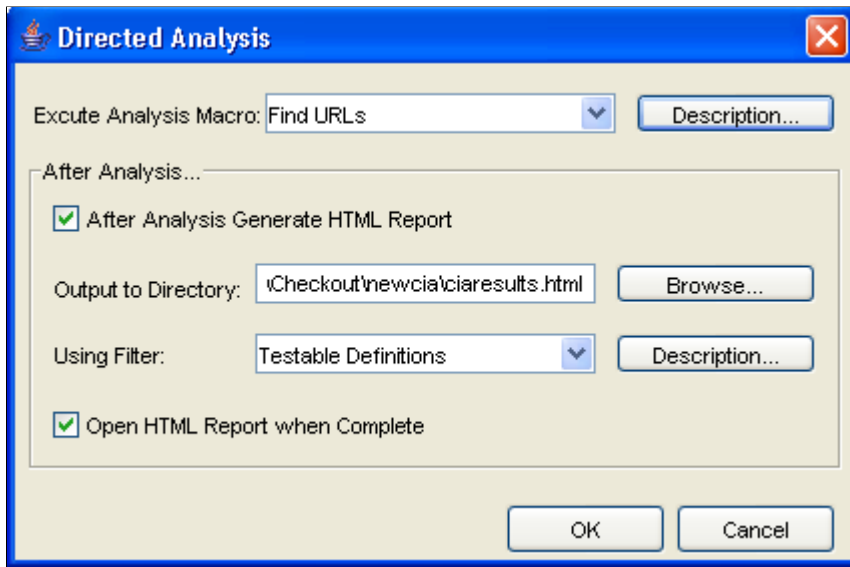 Directed Analysis
Excute Analysis Macro: Find URLs Description...
After Analysis...
After Analysis Generate HTML Report
Output to Directory: \Checkout\newcia\ciaresults.html Browse...
Using Filter: Testable Definitions Description...
Open HTML Report when Complete
OK Cancel